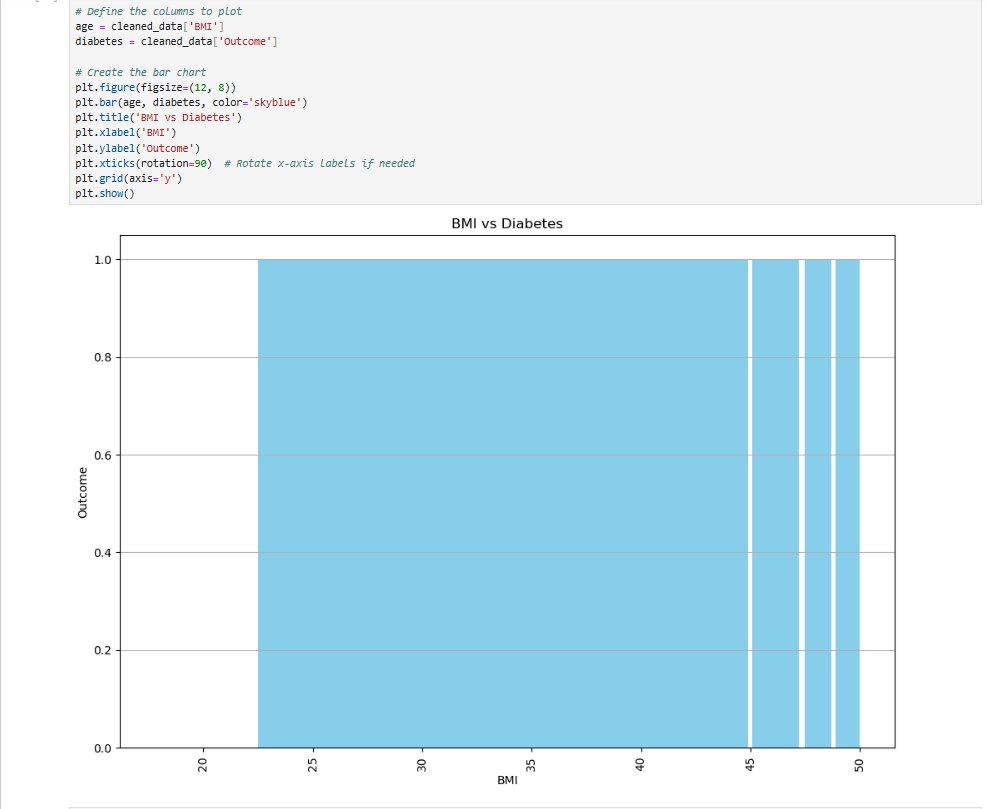 # Define the columns to plot
age = cleaned_data['BMI']
diabetes = cleaned_data['Outcome']
# Create the bar chart
plt.figure(figsize=(12, 8))
plt.bar(age, diabetes, color='skyblue')
plt.title('BMI vs Diabetes')
plt.xlabel('BMI')
plt.ylabel('Outcome')
plt.xticks(rotation=90)  # Rotate x-axis labels if needed
plt.grid(axis='y')
plt.show()
BMI vs Diabetes
1.0
0.8
0.6
0.4
0.2
0.0
Outcome
20 25 30 35 40 45 50
BMI